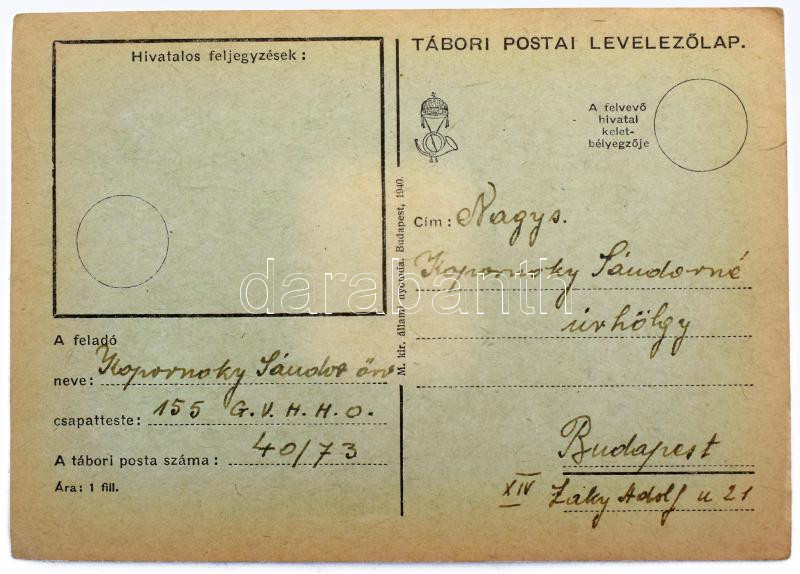 Hivatalos feljegyzések :
TÁBORI POSTAI LEVELEZŐLAP.
A felvevő
hivatal
kelet-
bélyegzője
Cím : Nagys.
Kopornoky Sándorné
úrhölgy
Budapest
XIV Záky Adolf u 21
M. kir. állami nyomda. Budapest, 1940.
A feladó
neve : Kopornoky Sándor őrv
csapatteste : 155 G. V. H. H. O.
A tábori posta száma : 40/73
Ára : 1 fill.
darabanth